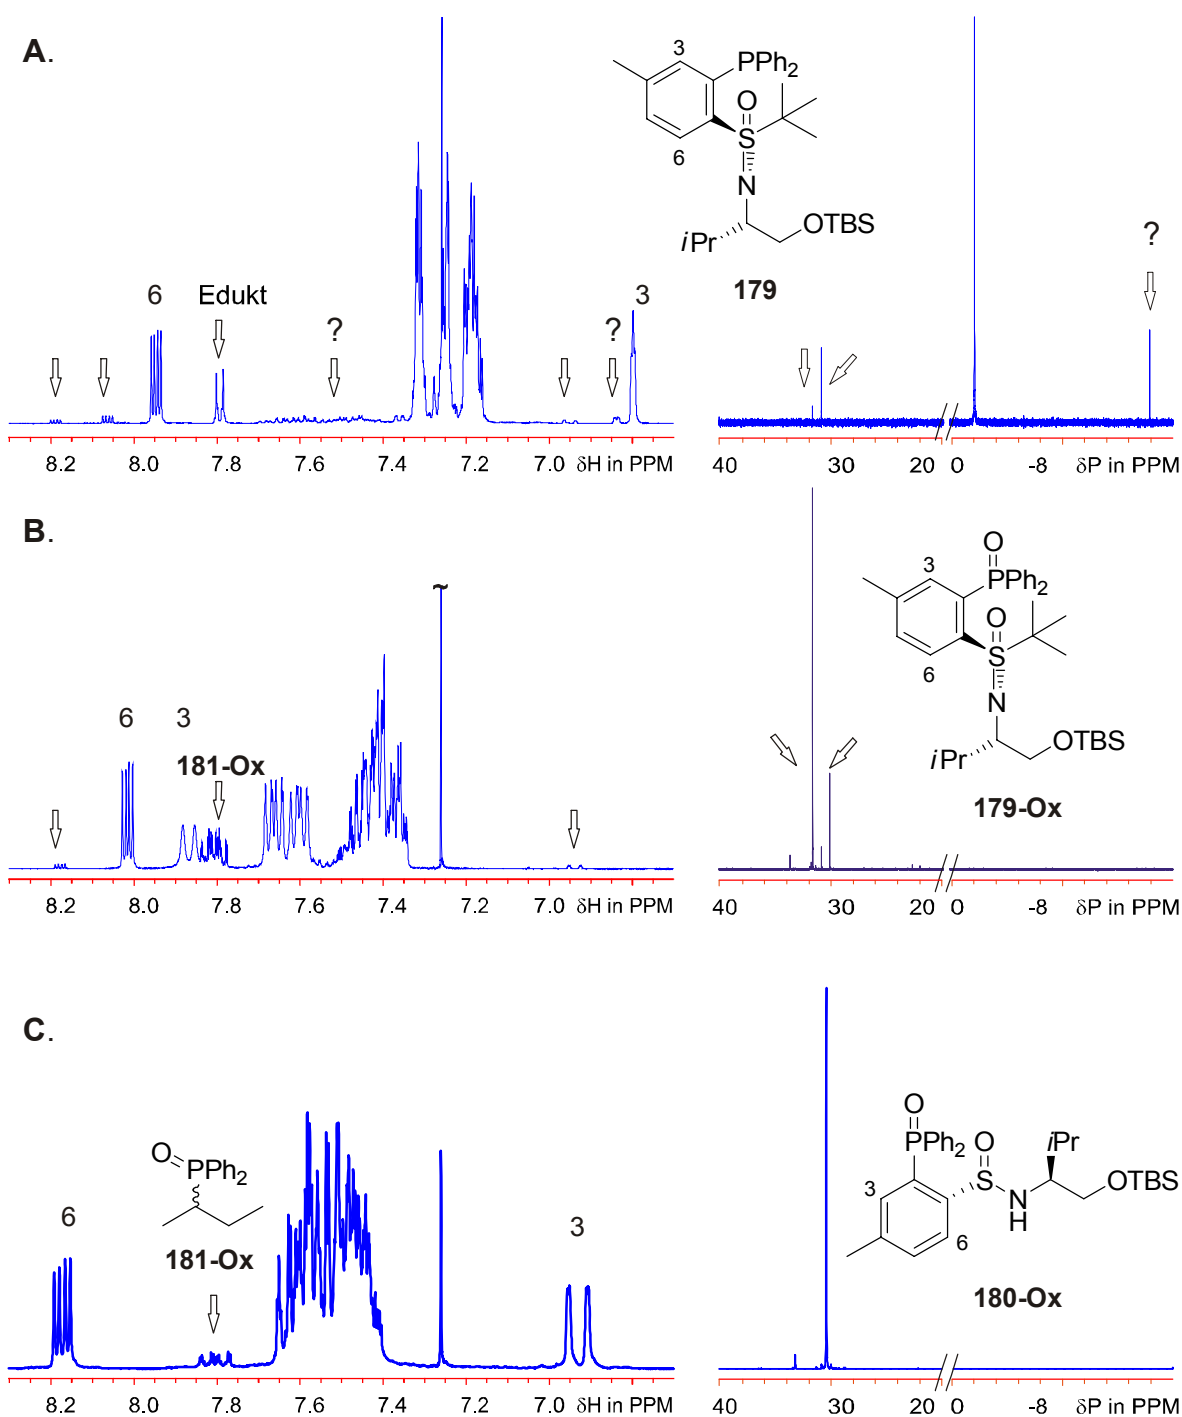 A.
3
PPh2
O
S
6
N
iPr
OTBS
179
6
Edukt
?
?
3
?
8.2 8.0 7.8 7.6 7.4 7.2 7.0 δH in PPM
40 30 20 0 -8 δP in PPM
B.
O
3
PPh2
O
S
6
N
iPr
OTBS
179-Ox
6 3
181-Ox
~
8.2 8.0 7.8 7.6 7.4 7.2 7.0 δH in PPM
40 30 20 0 -8 δP in PPM
C.
O
PPh2
181-Ox
6
3
O
PPh2
O
iPr
S
N
H
OTBS
3
6
180-Ox
8.2 8.0 7.8 7.6 7.4 7.2 7.0 δH in PPM
40 30 20 0 -8 δP in PPM